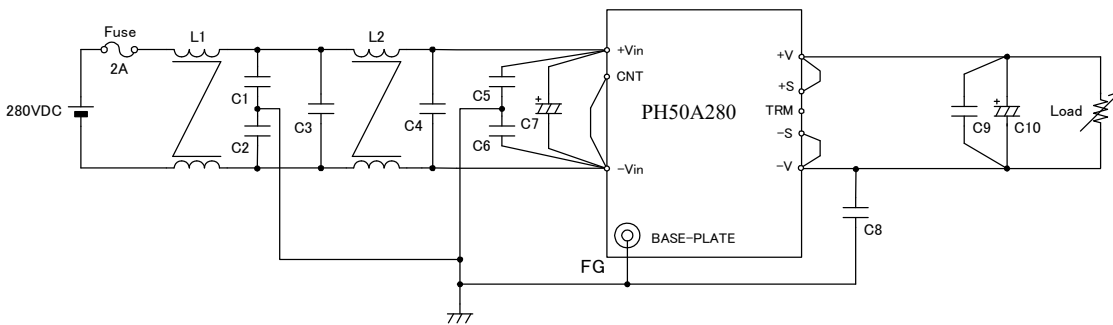 Fuse
2A
L1
L2
280VDC
C1
C2
C3
C4
C5
C6
C7
+
+Vin
CNT
-Vin
PH50A280
BASE-PLATE
FG
+V
+S
TRM
-S
-V
C8
C9
+
C10
Load